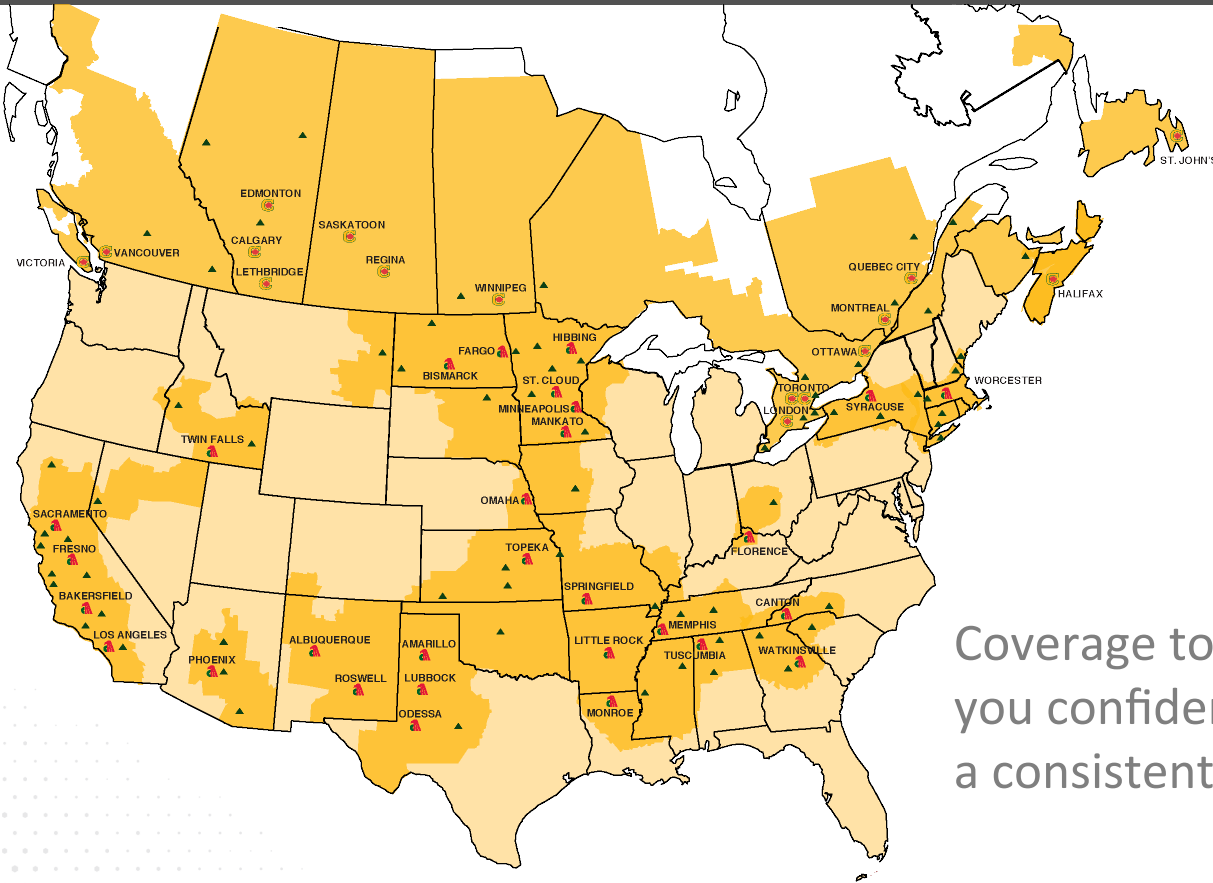 EDMONTON
SASKATOON
CALGARY
VANCOUVER
VICTORIA
LETHBRIDGE
REGINA
WINNIPEG
ST. JOHN'S
QUEBEC CITY
HALIFAX
MONTREAL
OTTAWA
HIBBING
FARGO
BISMARCK
ST. CLOUD
TORONTO
WORCESTER
MINNEAPOLIS
LONDON
SYRACUSE
MANKATO
TWIN FALLS
OMAHA
SACRAMENTO
FRESNO
TOPEKA
FLORENCE
SPRINGFIELD
BAKERSFIELD
CANTON
MEMPHIS
LOS ANGELES
ALBUQUERQUE
AMARILLO
LITTLE ROCK
TUSCUMBIA
WATKINSVILLE
PHOENIX
ROSWELL
LUBBOCK
ODESSA
MONROE
Coverage to
you confider
a consistent